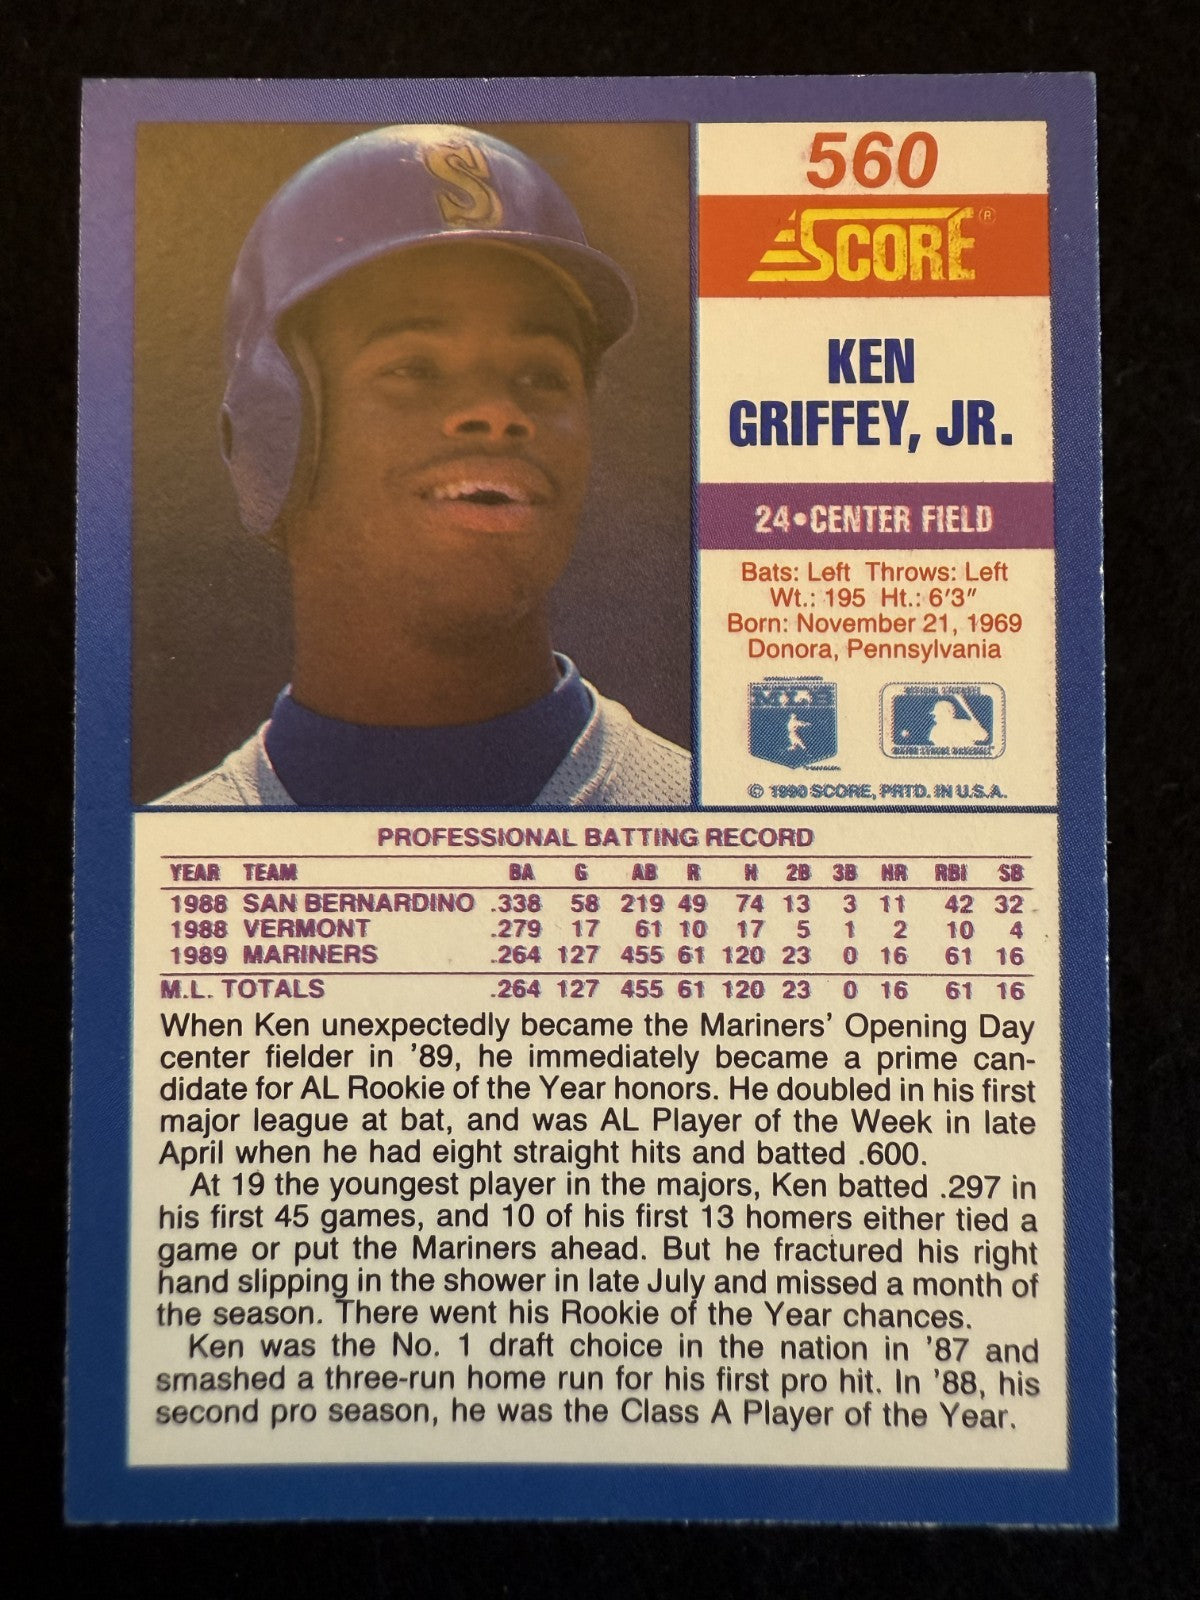 S
560
SCORE®
KEN
GRIFFEY, JR.
24•CENTER FIELD
Bats: Left Throws: Left
Wt.: 195 Ht.: 6'3"
Born: November 21, 1969
Donora, Pennsylvania
© 1990 SCORE, PRTD. IN U.S.A.
PROFESSIONAL BATTING RECORD
YEAR TEAM BA G AB R H 2B 3B HR RBI SB
1988 SAN BERNARDINO .338 58 219 49 74 13 3 11 42 32
1988 VERMONT .279 17 61 10 17 5 1 2 10 4
1989 MARINERS .264 127 455 61 120 23 0 16 61 16
M.L. TOTALS .264 127 455 61 120 23 0 16 61 16
When Ken unexpectedly became the Mariners' Opening Day
center fielder in '89, he immediately became a prime can-
didate for AL Rookie of the Year honors. He doubled in his first
major league at bat, and was AL Player of the Week in late
April when he had eight straight hits and batted .600.
At 19 the youngest player in the majors, Ken batted .297 in
his first 45 games, and 10 of his first 13 homers either tied a
game or put the Mariners ahead. But he fractured his right
hand slipping in the shower in late July and missed a month of
the season. There went his Rookie of the Year chances.
Ken was the No. 1 draft choice in the nation in '87 and
smashed a three-run home run for his first pro hit. In '88, his
second pro season, he was the Class A Player of the Year.